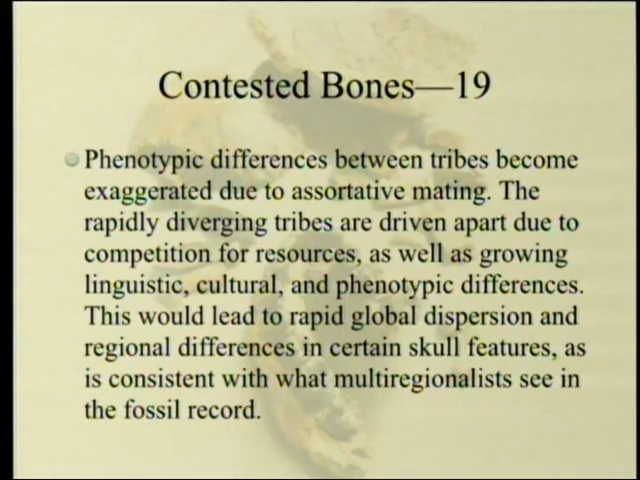 Contested Bones—19
Phenotypic differences between tribes become
exaggerated due to assortative mating. The
rapidly diverging tribes are driven apart due to
competition for resources, as well as growing
linguistic, cultural, and phenotypic differences.
This would lead to rapid global dispersion and
regional differences in certain skull features, as
is consistent with what multiregionalists see in
the fossil record.